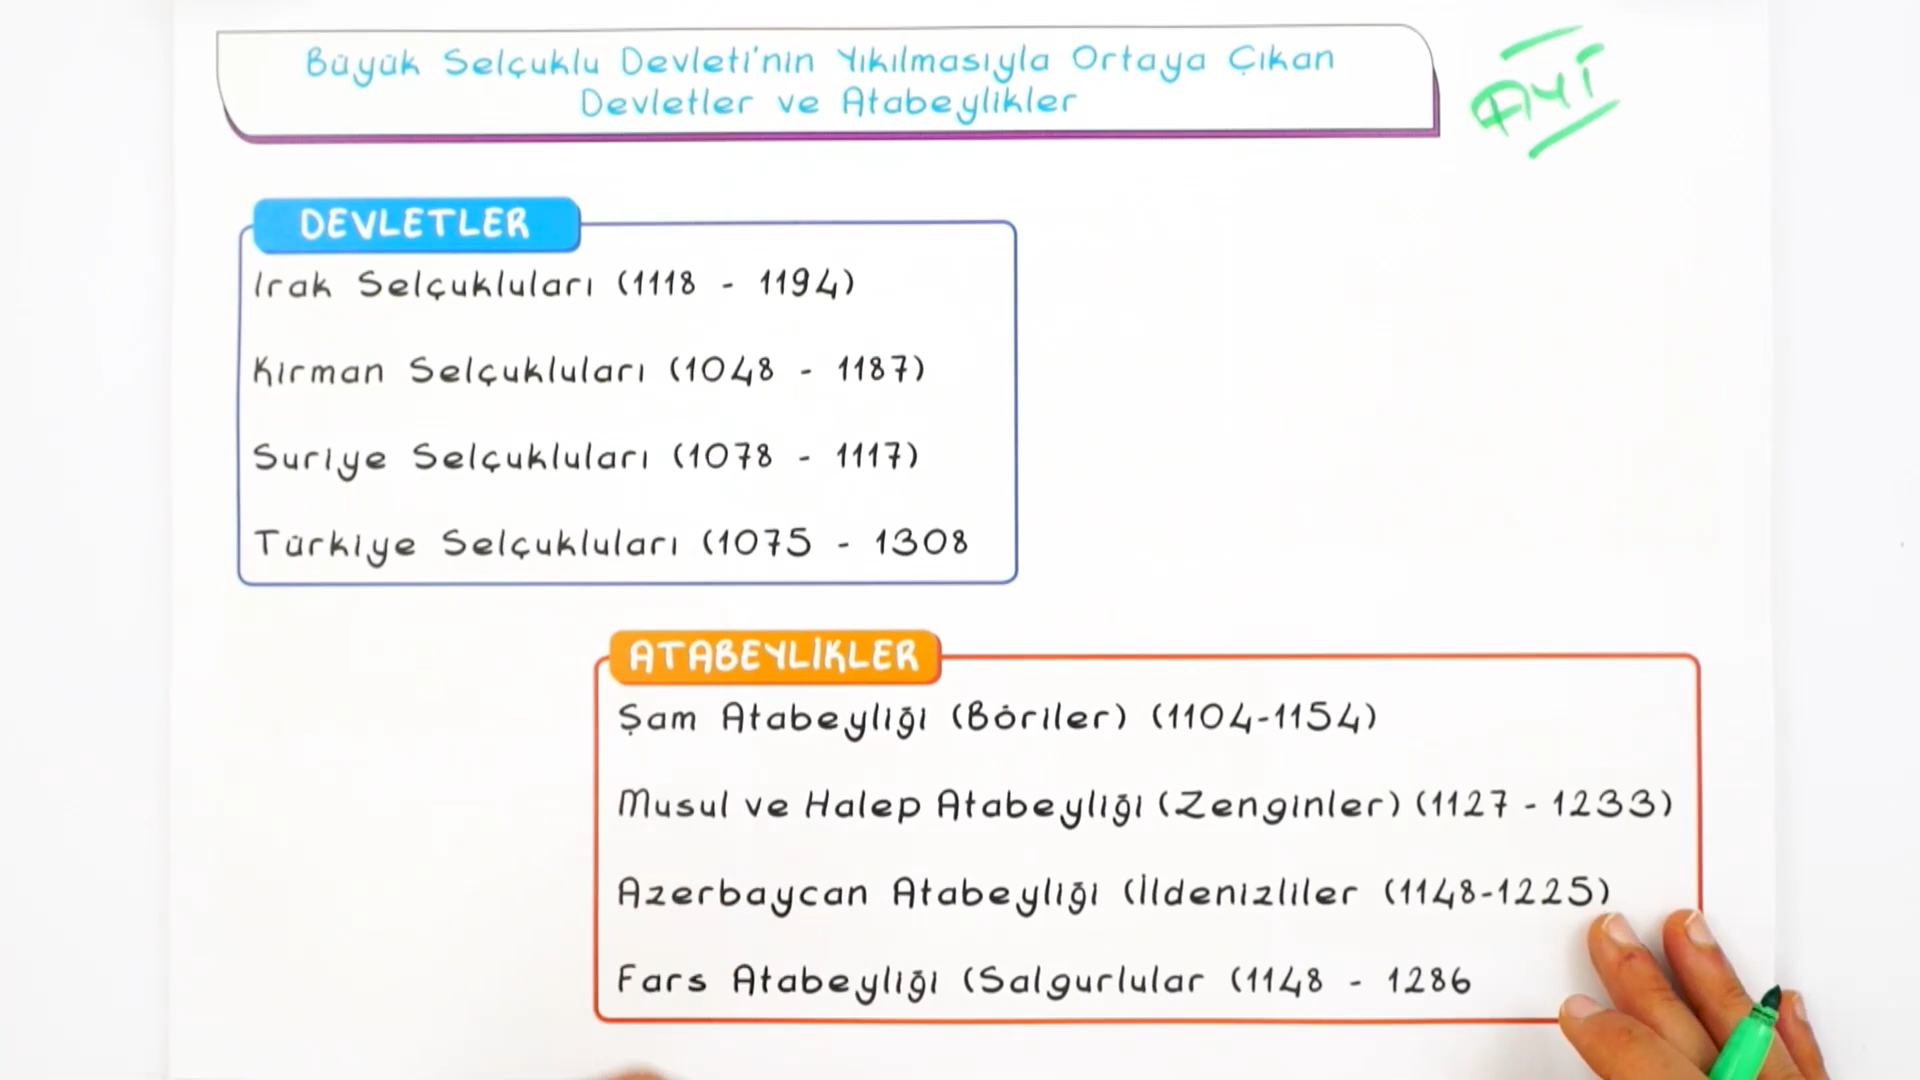 Büyük Selçuklu Devleti'nin Yıkılmasıyla Ortaya Çıkan
Devletler ve Atabeylikler
AYT
DEVLETLER
Irak Selçukluları (1118 - 1194)
Kirman Selçukluları (1048 - 1187)
Suriye Selçukluları (1078 - 1117)
Türkiye Selçukluları (1075 - 1308
ATABEYLİKLER
Şam Atabeyliği (Böriler) (1104-1154)
Musul ve Halep Atabeyliği (Zenginler) (1127 - 1233)
Azerbaycan Atabeyliği (İldenizliler (1148-1225)
Fars Atabeyliği (Salgurlular (1148 - 1286